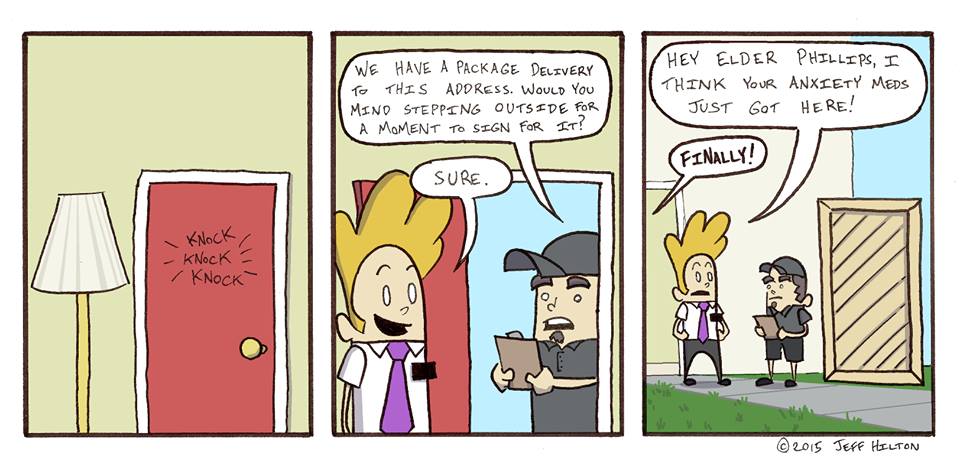 KNOCK
KNOCK
KNOCK
WE HAVE A PACKAGE DELIVERY
TO THIS ADDRESS. WOULD YOU
MIND STEPPING OUTSIDE FOR
A MOMENT TO SIGN FOR IT?
SURE.
HEY ELDER PHILLIPS, I
THINK YOUR ANXIETY MEDS
JUST GOT HERE!
FINALLY!
© 2015 JEFF HILTON